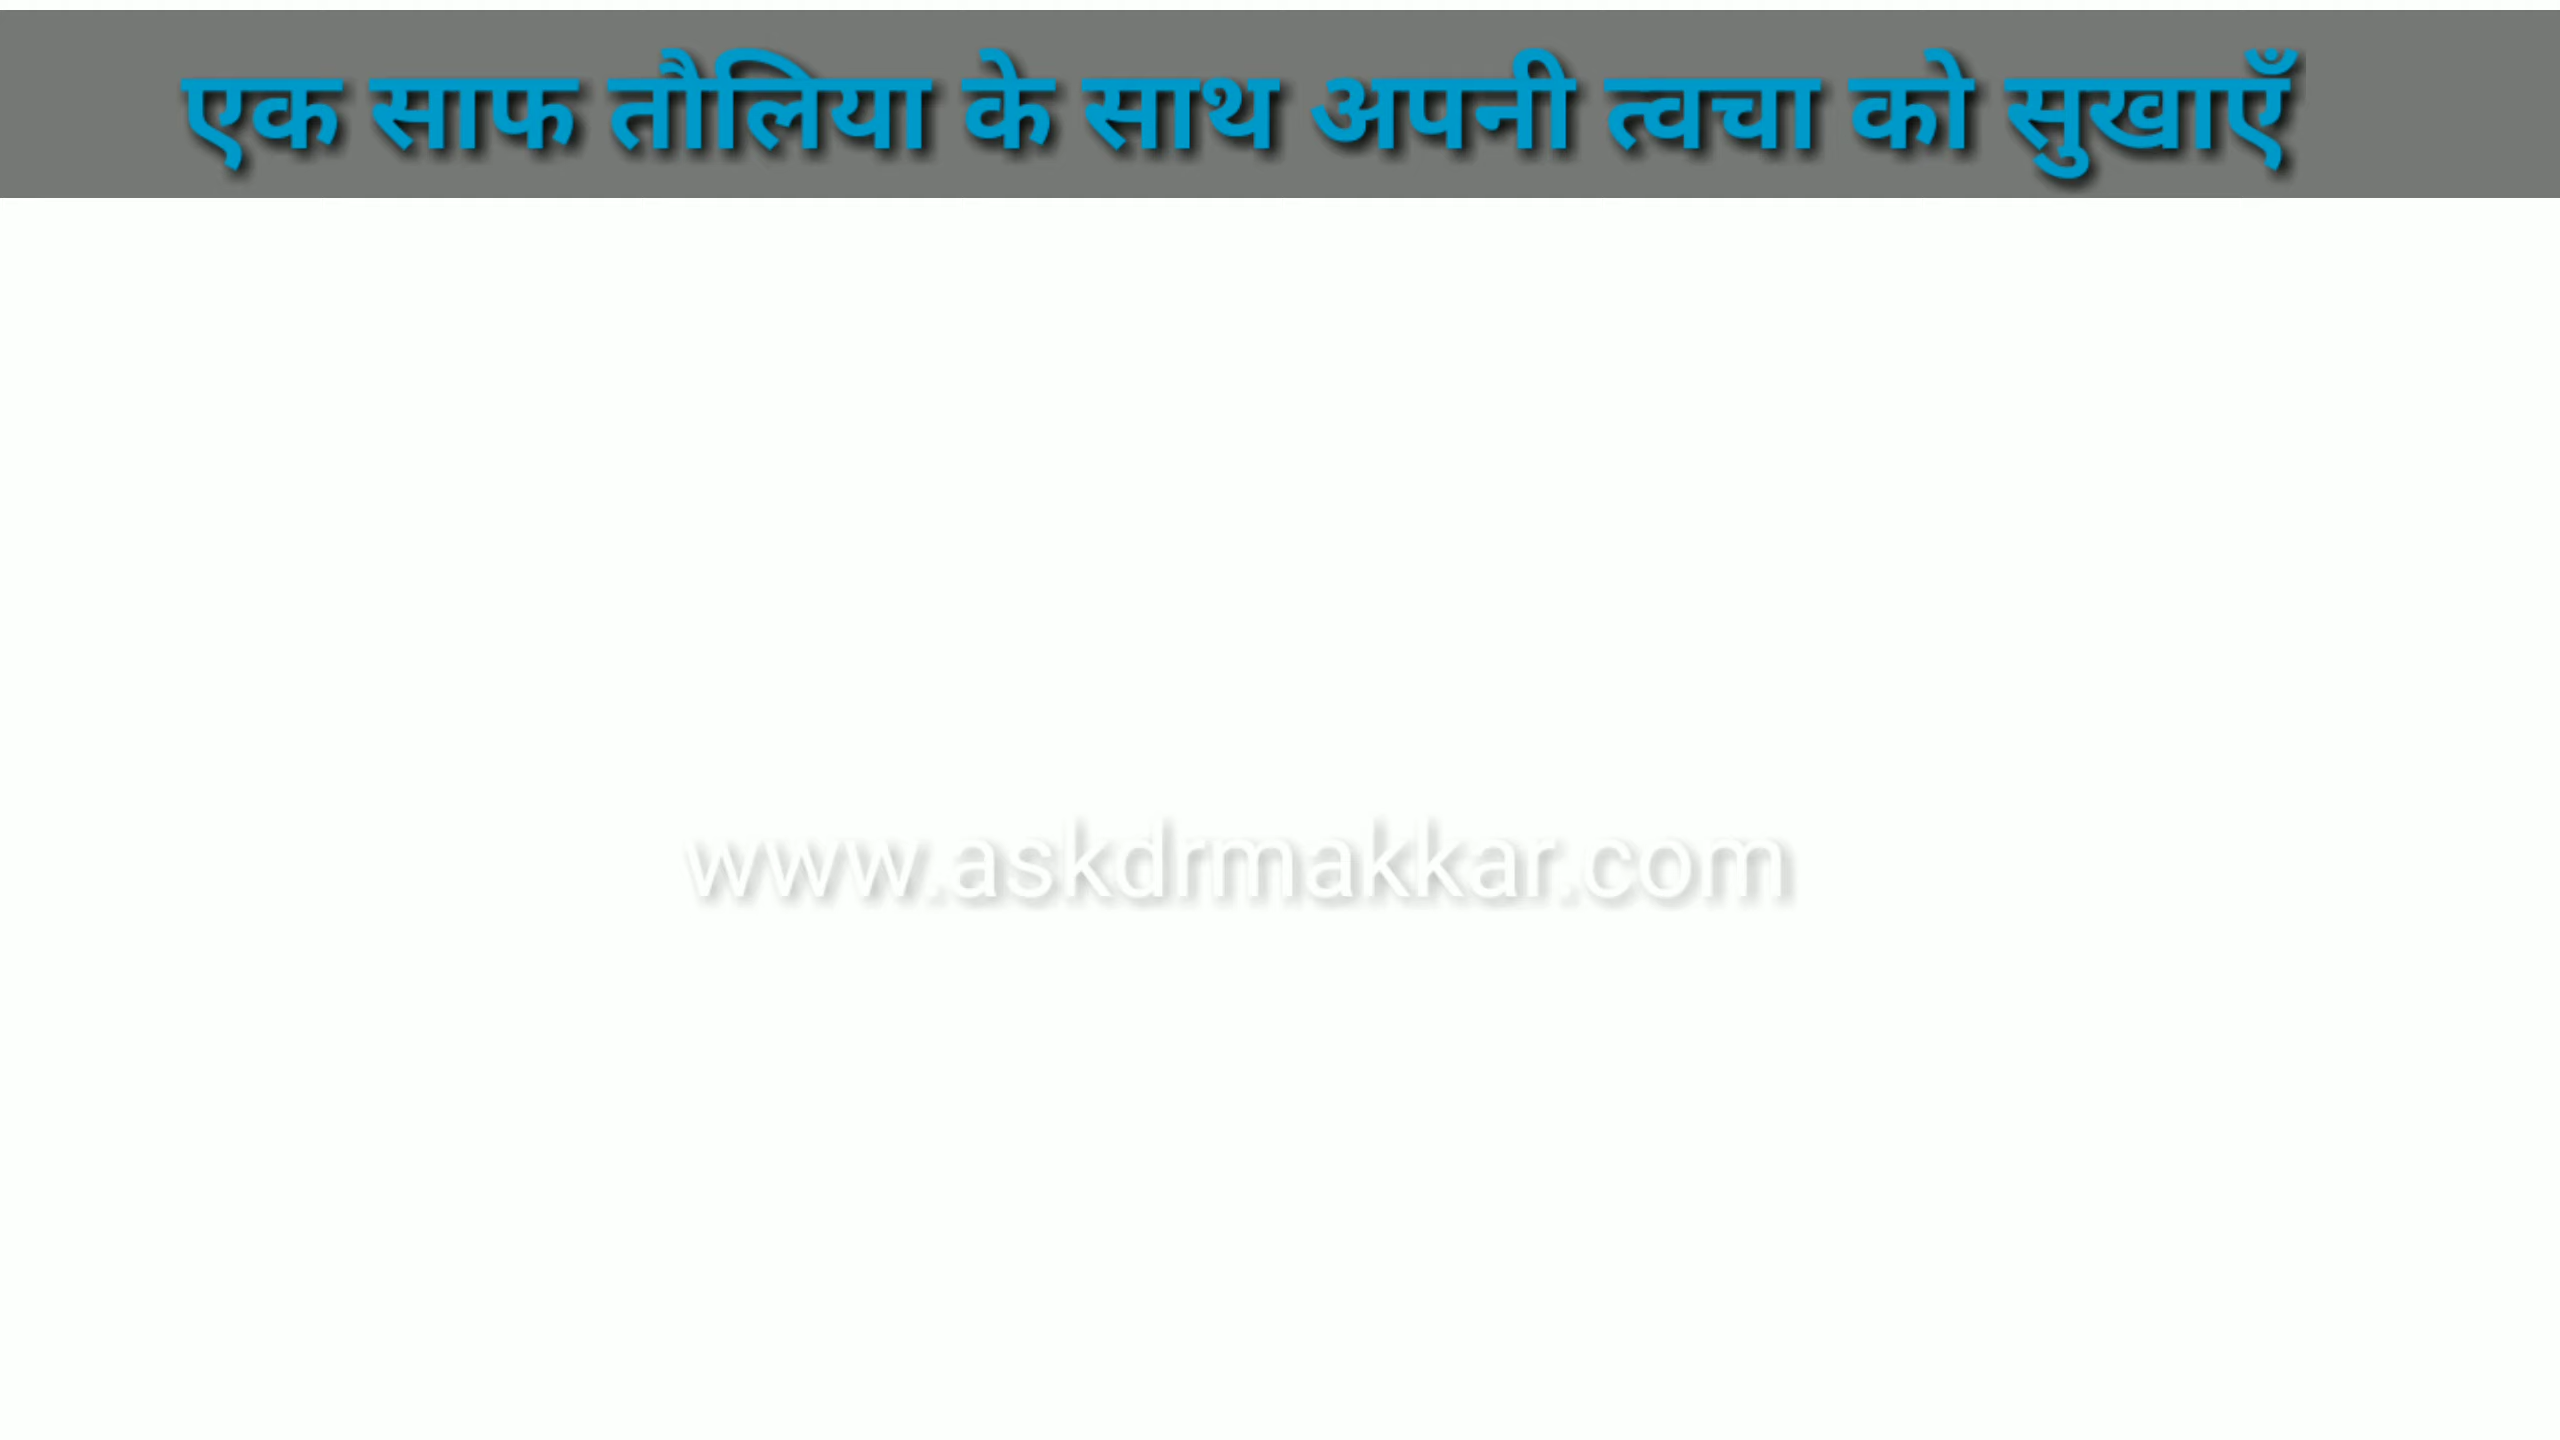 एक साफ तौलिया के साथ अपनी त्वचा को सुखाएँ
www.askdrmakkar.com